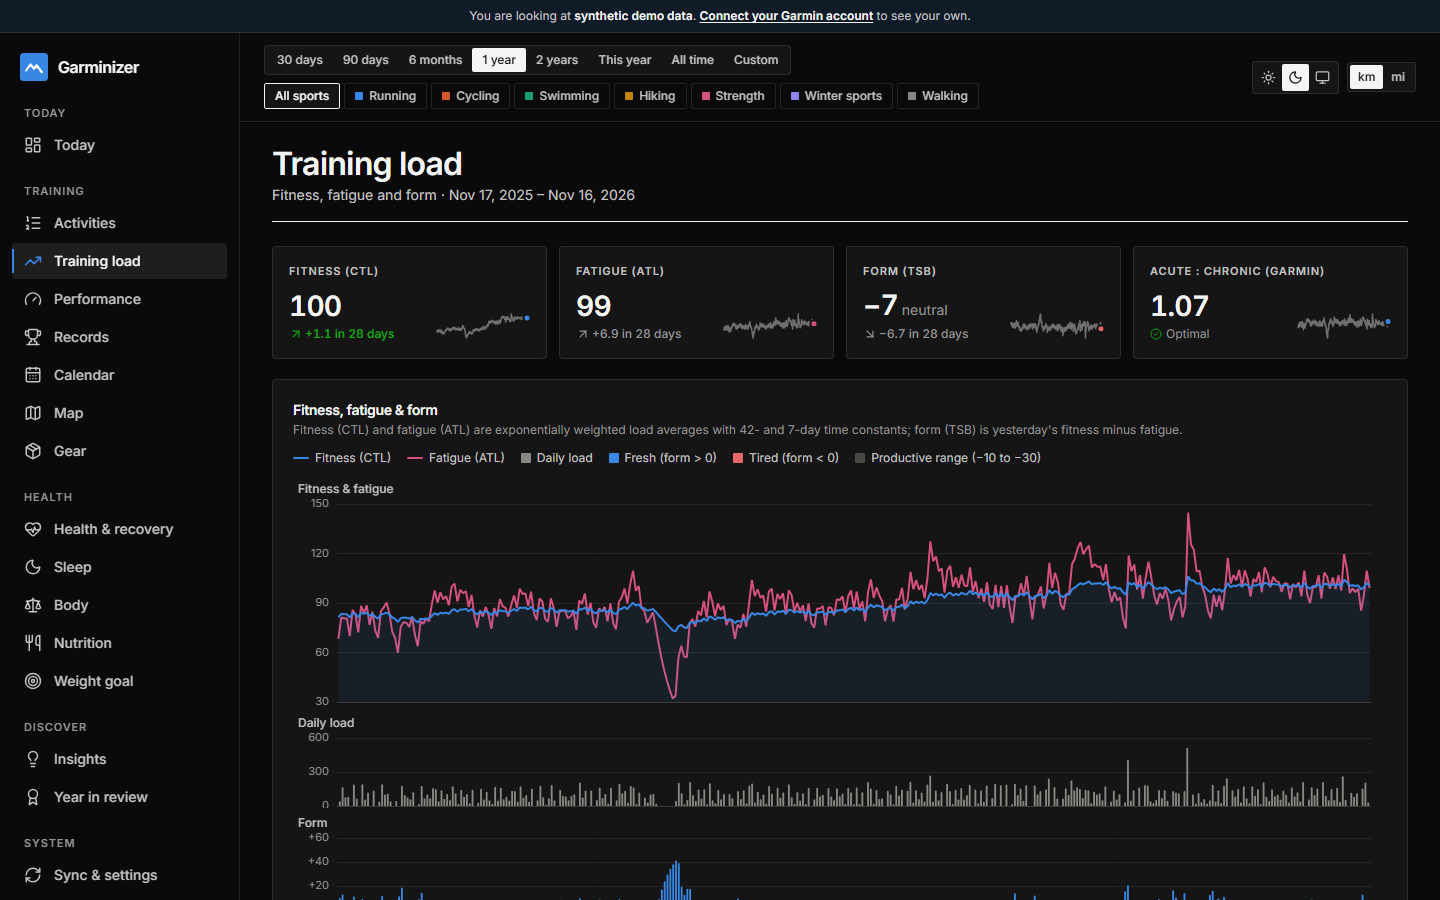 You are looking at synthetic demo data. Connect your Garmin account to see your own.
Garminizer
TODAY
Today
TRAINING
Activities
Training load
Performance
Records
Calendar
Map
Gear
HEALTH
Health & recovery
Sleep
Body
Nutrition
Weight goal
DISCOVER
Insights
Year in review
SYSTEM
Sync & settings
30 days 90 days 6 months 1 year 2 years This year All time Custom
All sports Running Cycling Swimming Hiking Strength Winter sports Walking
km mi
Training load
Fitness, fatigue and form · Nov 17, 2025 – Nov 16, 2026
FITNESS (CTL)
100
+1.1 in 28 days
FATIGUE (ATL)
99
+6.9 in 28 days
FORM (TSB)
−7 neutral
−6.7 in 28 days
ACUTE : CHRONIC (GARMIN)
1.07
Optimal
Fitness, fatigue & form
Fitness (CTL) and fatigue (ATL) are exponentially weighted load averages with 42- and 7-day time constants; form (TSB) is yesterday's fitness minus fatigue.
Fitness (CTL) Fatigue (ATL) Daily load Fresh (form > 0) Tired (form < 0) Productive range (−10 to −30)
Fitness & fatigue
150
120
90
60
30
Daily load
600
300
0
Form
+60
+40
+20